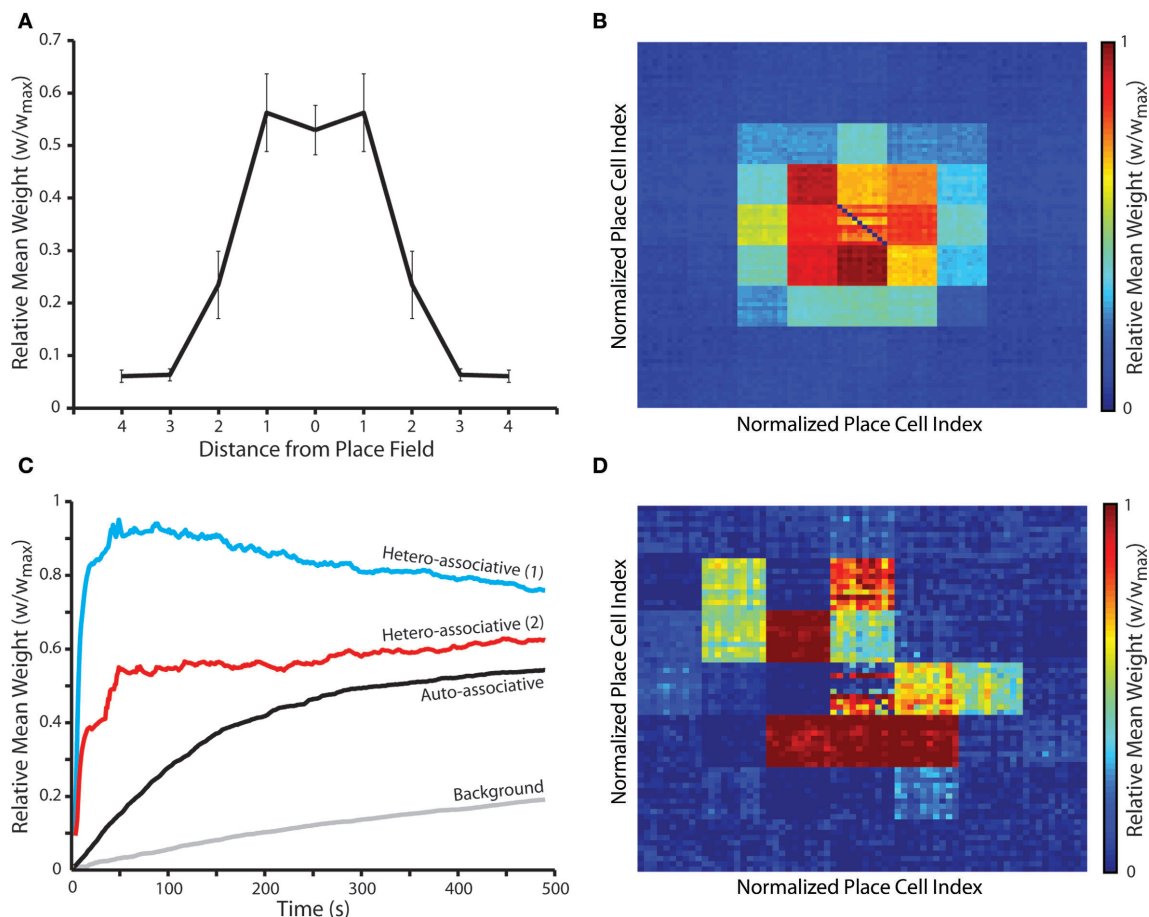 A
Relative Mean Weight (w/wmax)
0.7
0.6
0.5
0.4
0.3
0.2
0.1
0
4 3 2 1 0 1 2 3 4
Distance from Place Field
B
Normalized Place Cell Index
Normalized Place Cell Index
1
0
Relative Mean Weight (w/wmax)
C
Relative Mean Weight (w/wmax)
1
0.8
0.6
0.4
0.2
0
Hetero-associative (1)
Hetero-associative (2)
Auto-associative
Background
0 100 200 300 400 500
Time (s)
D
Normalized Place Cell Index
Normalized Place Cell Index
1
0
Relative Mean Weight (w/wmax)